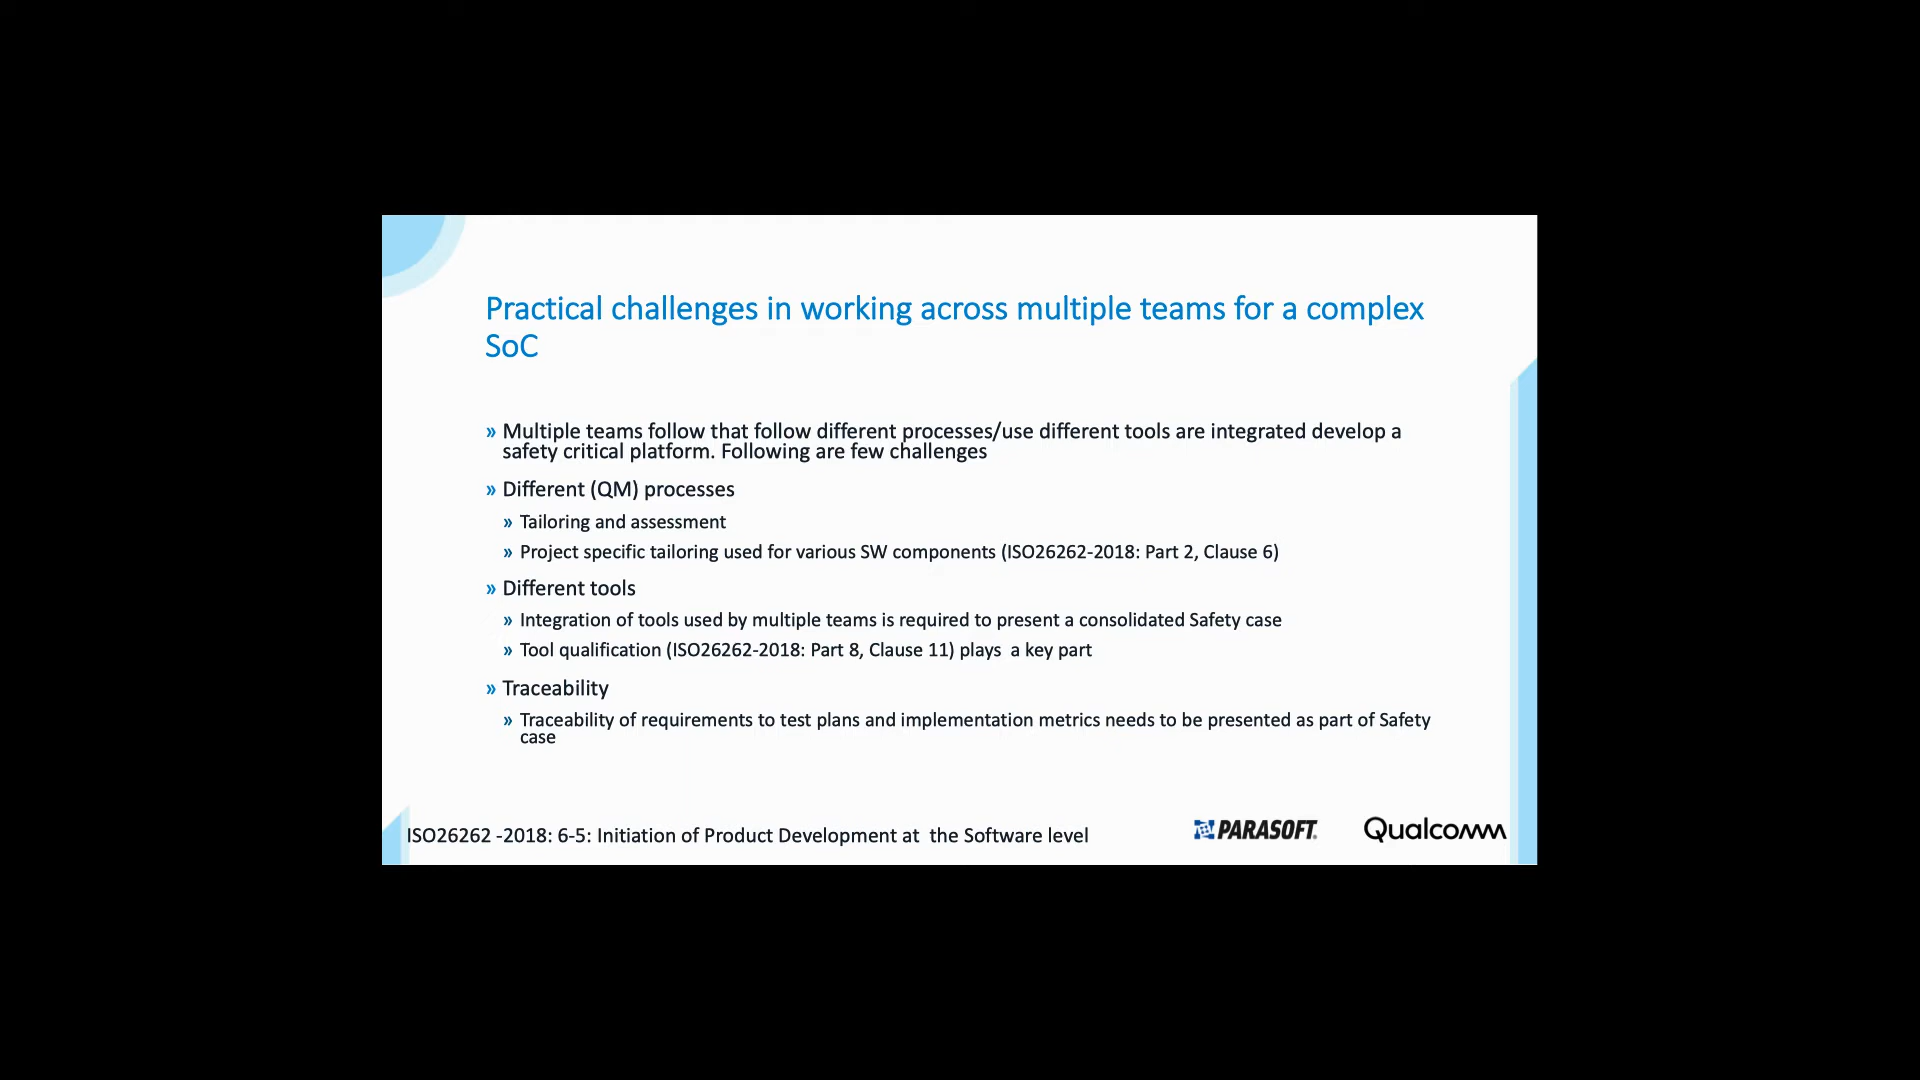 Practical challenges in working across multiple teams for a complex
SoC
» Multiple teams follow that follow different processes/use different tools are integrated develop a
safety critical platform. Following are few challenges
» Different (QM) processes
» Tailoring and assessment
» Project specific tailoring used for various SW components (ISO26262-2018: Part 2, Clause 6)
» Different tools
» Integration of tools used by multiple teams is required to present a consolidated Safety case
» Tool qualification (ISO26262-2018: Part 8, Clause 11) plays  a key part
» Traceability
» Traceability of requirements to test plans and implementation metrics needs to be presented as part of Safety
case
ISO26262 -2018: 6-5: Initiation of Product Development at  the Software level
PARASOFT
Qualcomm